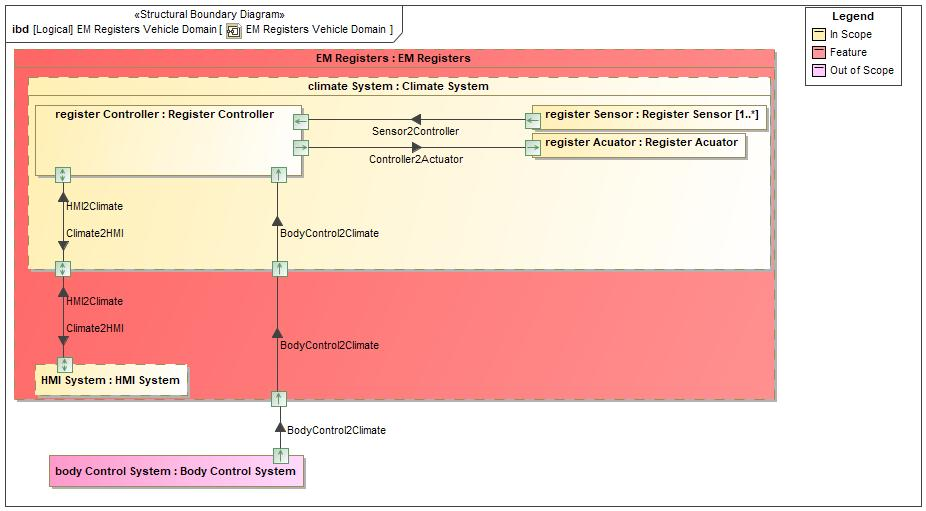 «Structural Boundary Diagram»
ibd [Logical] EM Registers Vehicle Domain [ EM Registers Vehicle Domain ]
Legend
In Scope
Feature
Out of Scope
EM Registers : EM Registers
climate System : Climate System
register Controller : Register Controller
register Sensor : Register Sensor [1..*]
Sensor2Controller
register Acuator : Register Acuator
Controller2Actuator
HMI2Climate
Climate2HMI
BodyControl2Climate
HMI2Climate
Climate2HMI
BodyControl2Climate
HMI System : HMI System
BodyControl2Climate
body Control System : Body Control System